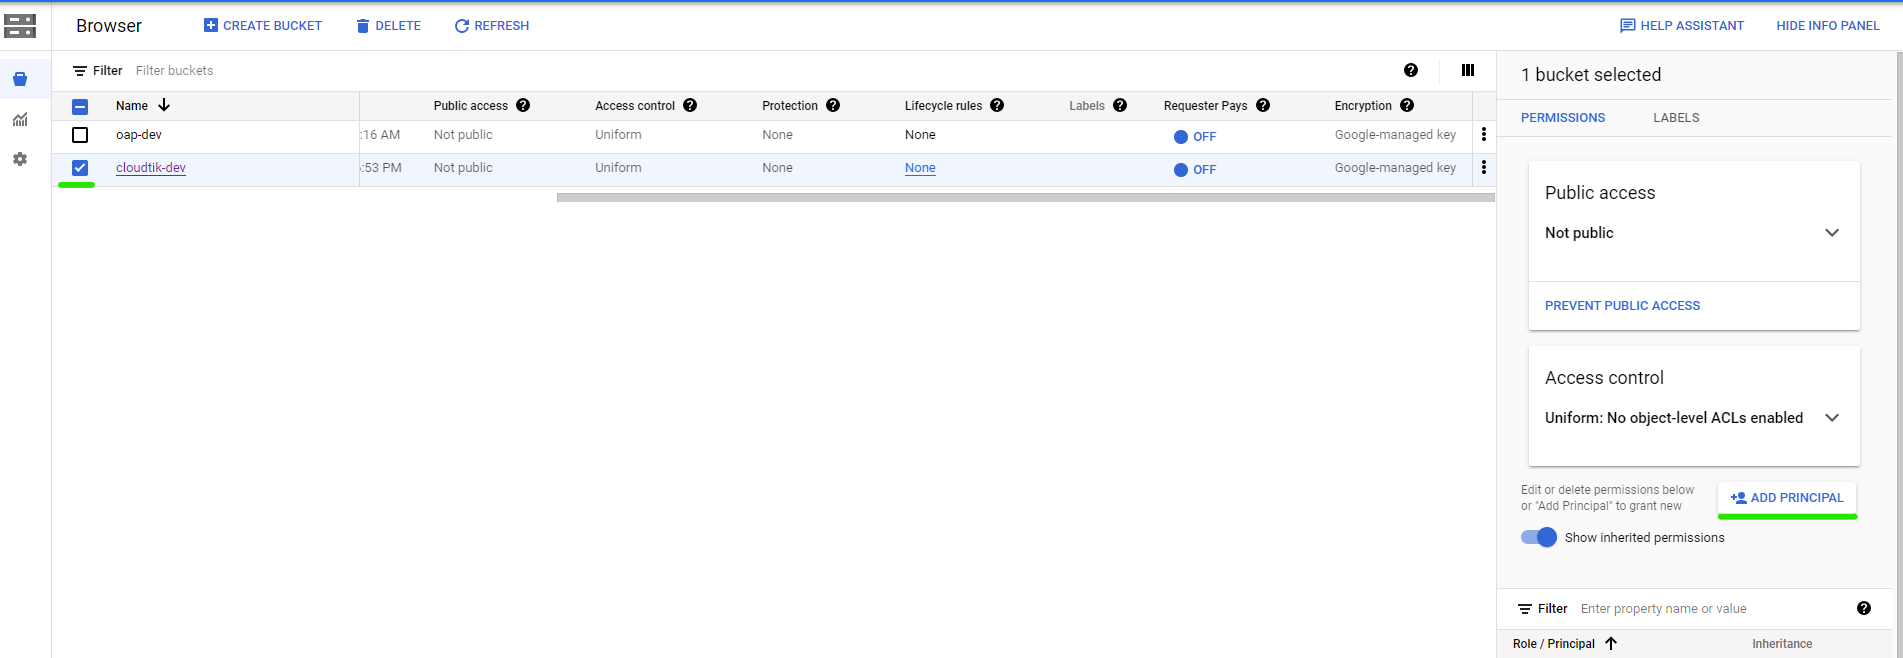 Browser CREATE BUCKET DELETE REFRESH HELP ASSISTANT HIDE INFO PANEL
Filter Filter buckets
Name Public access Access control Protection Lifecycle rules Labels Requester Pays Encryption
oap-dev :16 AM Not public Uniform None None OFF Google-managed key
cloudtik-dev :53 PM Not public Uniform None None OFF Google-managed key
1 bucket selected
PERMISSIONS LABELS
Public access
Not public
PREVENT PUBLIC ACCESS
Access control
Uniform: No object-level ACLs enabled
Edit or delete permissions below
or "Add Principal" to grant new
ADD PRINCIPAL
Show inherited permissions
Filter Enter property name or value
Role / Principal Inheritance